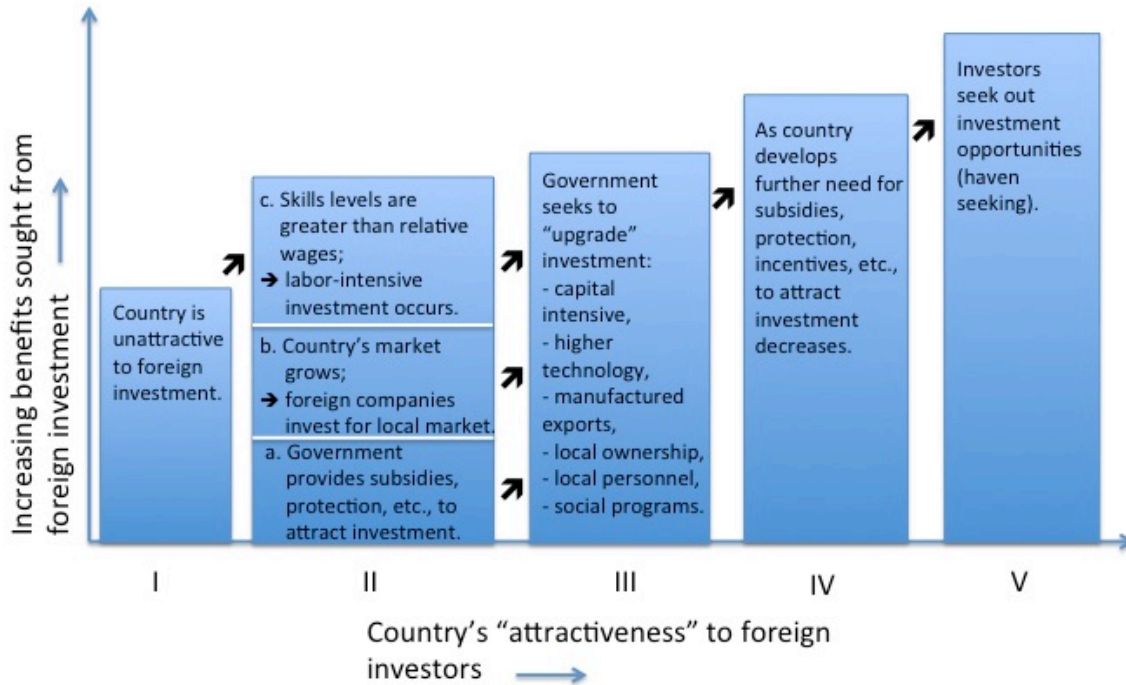 Increasing benefits sought from
foreign investment
Country is
unattractive
to foreign
investment.
c. Skills levels are
greater than relative
wages;
➔ labor-intensive
investment occurs.
b. Country's market
grows;
➔ foreign companies
invest for local market.
a. Government
provides subsidies,
protection, etc., to
attract investment.
Government
seeks to
“upgrade”
investment:
- capital
intensive,
- higher
technology,
- manufactured
exports,
- local ownership,
- local personnel,
- social programs.
As country
develops
further need for
subsidies,
protection,
incentives, etc.,
to attract
investment
decreases.
Investors
seek out
investment
opportunities
(haven
seeking).
I
II
III
IV
V
Country's “attractiveness” to foreign
investors